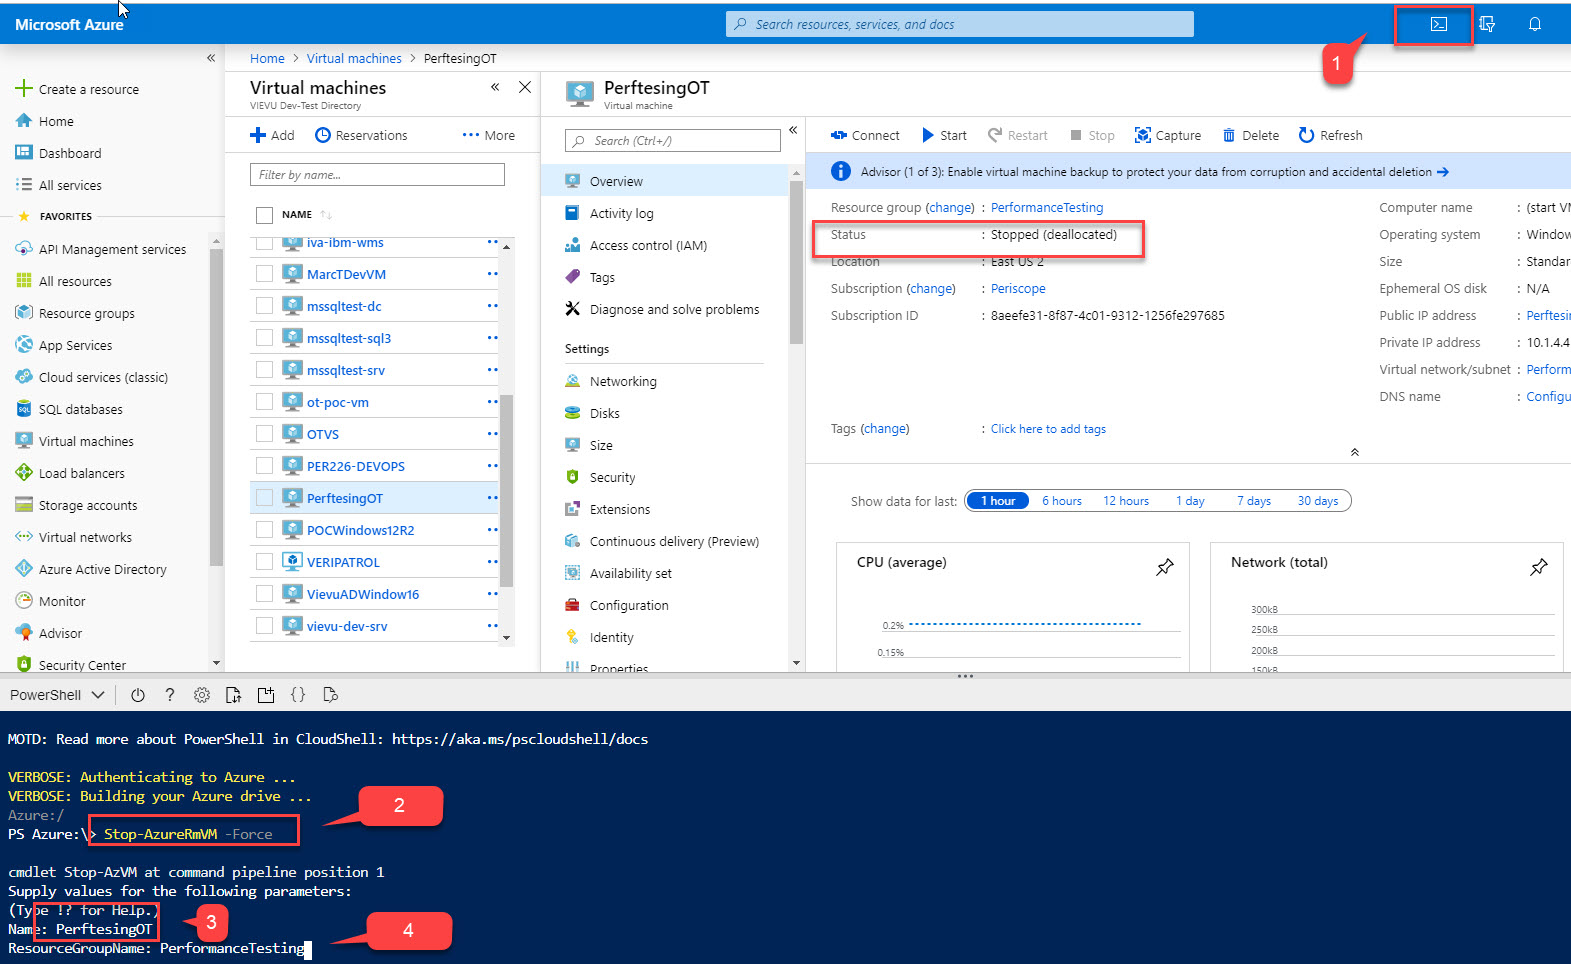 Microsoft Azure
Search resources, services, and docs
1
Home > Virtual machines > PerftesingOT
Create a resource
Home
Dashboard
All services
FAVORITES
API Management services
All resources
Resource groups
App Services
Cloud services (classic)
SQL databases
Virtual machines
Load balancers
Storage accounts
Virtual networks
Azure Active Directory
Monitor
Advisor
Security Center
Virtual machines
VIEVU Dev-Test Directory
Add Reservations More
Filter by name...
NAME
iva-ibm-wms
MarcTDevVM
mssqltest-dc
mssqltest-sql3
mssqltest-srv
ot-poc-vm
OTVS
PER226-DEVOPS
PerftesingOT
POCWindows12R2
VERIPATROL
VievuADWindow16
vievu-dev-srv
PerftesingOT
Virtual machine
Search (Ctrl+/)
Overview
Activity log
Access control (IAM)
Tags
Diagnose and solve problems
Settings
Networking
Disks
Size
Security
Extensions
Continuous delivery (Preview)
Availability set
Configuration
Identity
Properties
Connect Start Restart Stop Capture Delete Refresh
Advisor (1 of 3): Enable virtual machine backup to protect your data from corruption and accidental deletion
Resource group (change) : PerformanceTesting
Status : Stopped (deallocated)
Location : East US 2
Subscription (change) : Periscope
Subscription ID : 8aeefe31-8f87-4c01-9312-1256fe297685
Computer name : (start VM
Operating system : Window
Size : Standar
Ephemeral OS disk : N/A
Public IP address : Perftesi
Private IP address : 10.1.4.4
Virtual network/subnet : Perform
DNS name : Configu
Tags (change) : Click here to add tags
Show data for last: 1 hour 6 hours 12 hours 1 day 7 days 30 days
CPU (average)
0.2%
0.15%
Network (total)
300kB
250kB
200kB
150kB
PowerShell
MOTD: Read more about PowerShell in CloudShell: https://aka.ms/pscloudshell/docs
VERBOSE: Authenticating to Azure ...
VERBOSE: Building your Azure drive ...
Azure:/
PS Azure:\> Stop-AzureRmVM -Force
2
cmdlet Stop-AzVM at command pipeline position 1
Supply values for the following parameters:
(Type !? for Help.)
Name: PerftesingOT
3
ResourceGroupName: PerformanceTesting
4